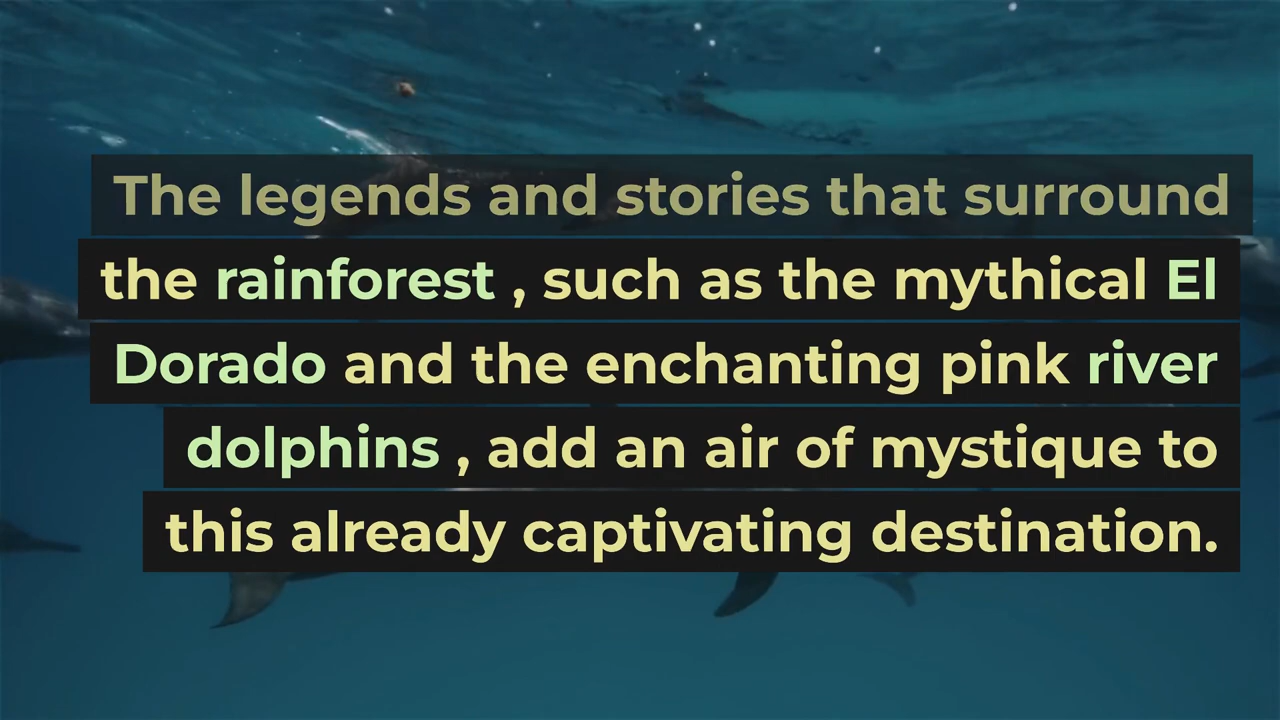 The legends and stories that surround
the rainforest , such as the mythical El
Dorado and the enchanting pink river
dolphins , add an air of mystique to
this already captivating destination.